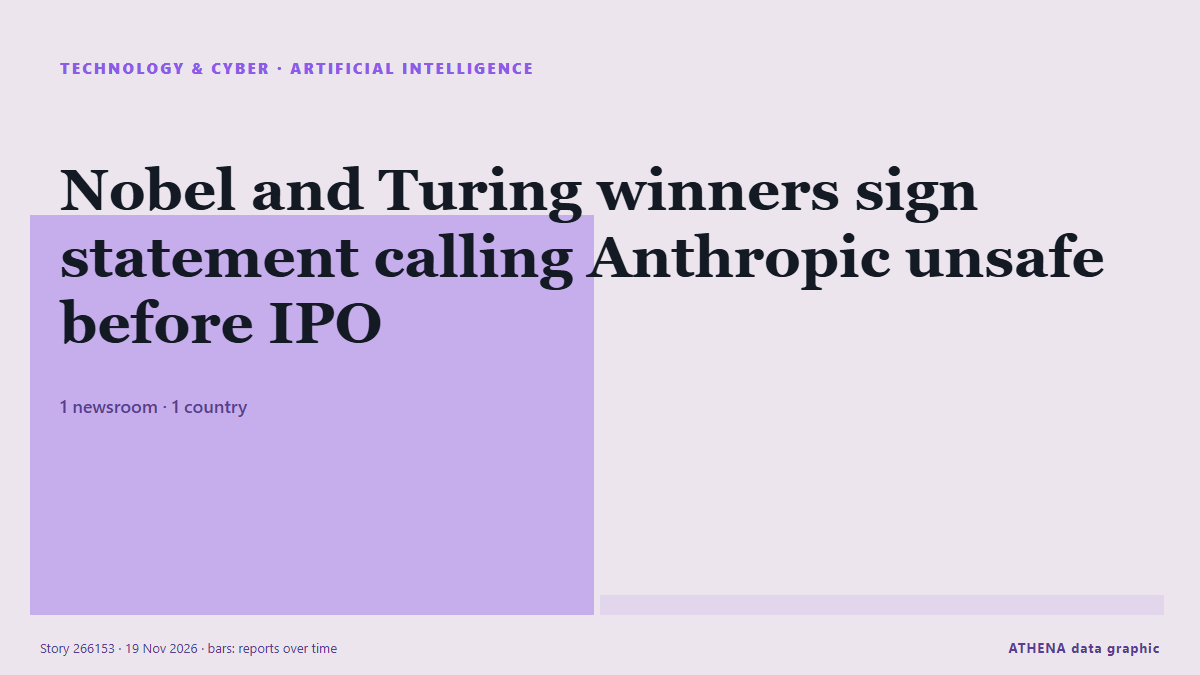 TECHNOLOGY & CYBER · ARTIFICIAL INTELLIGENCE
Nobel and Turing winners sign
statement calling Anthropic unsafe
before IPO
1 newsroom · 1 country
Story 266153 · 19 Nov 2026 · bars: reports over time
ATHENA data graphic